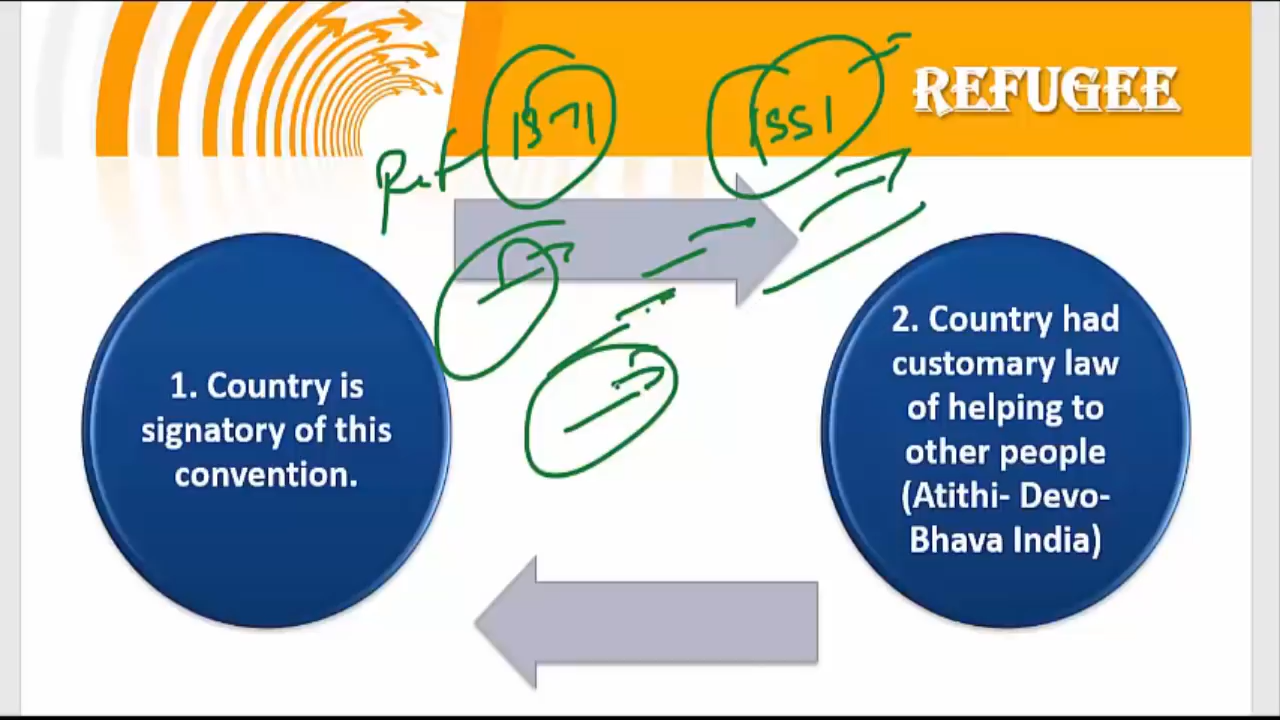 REFUGEE
Ref 1971
1951
1. Country is
signatory of this
convention.
2. Country had
customary law
of helping to
other people
(Atithi- Devo-
Bhava India)